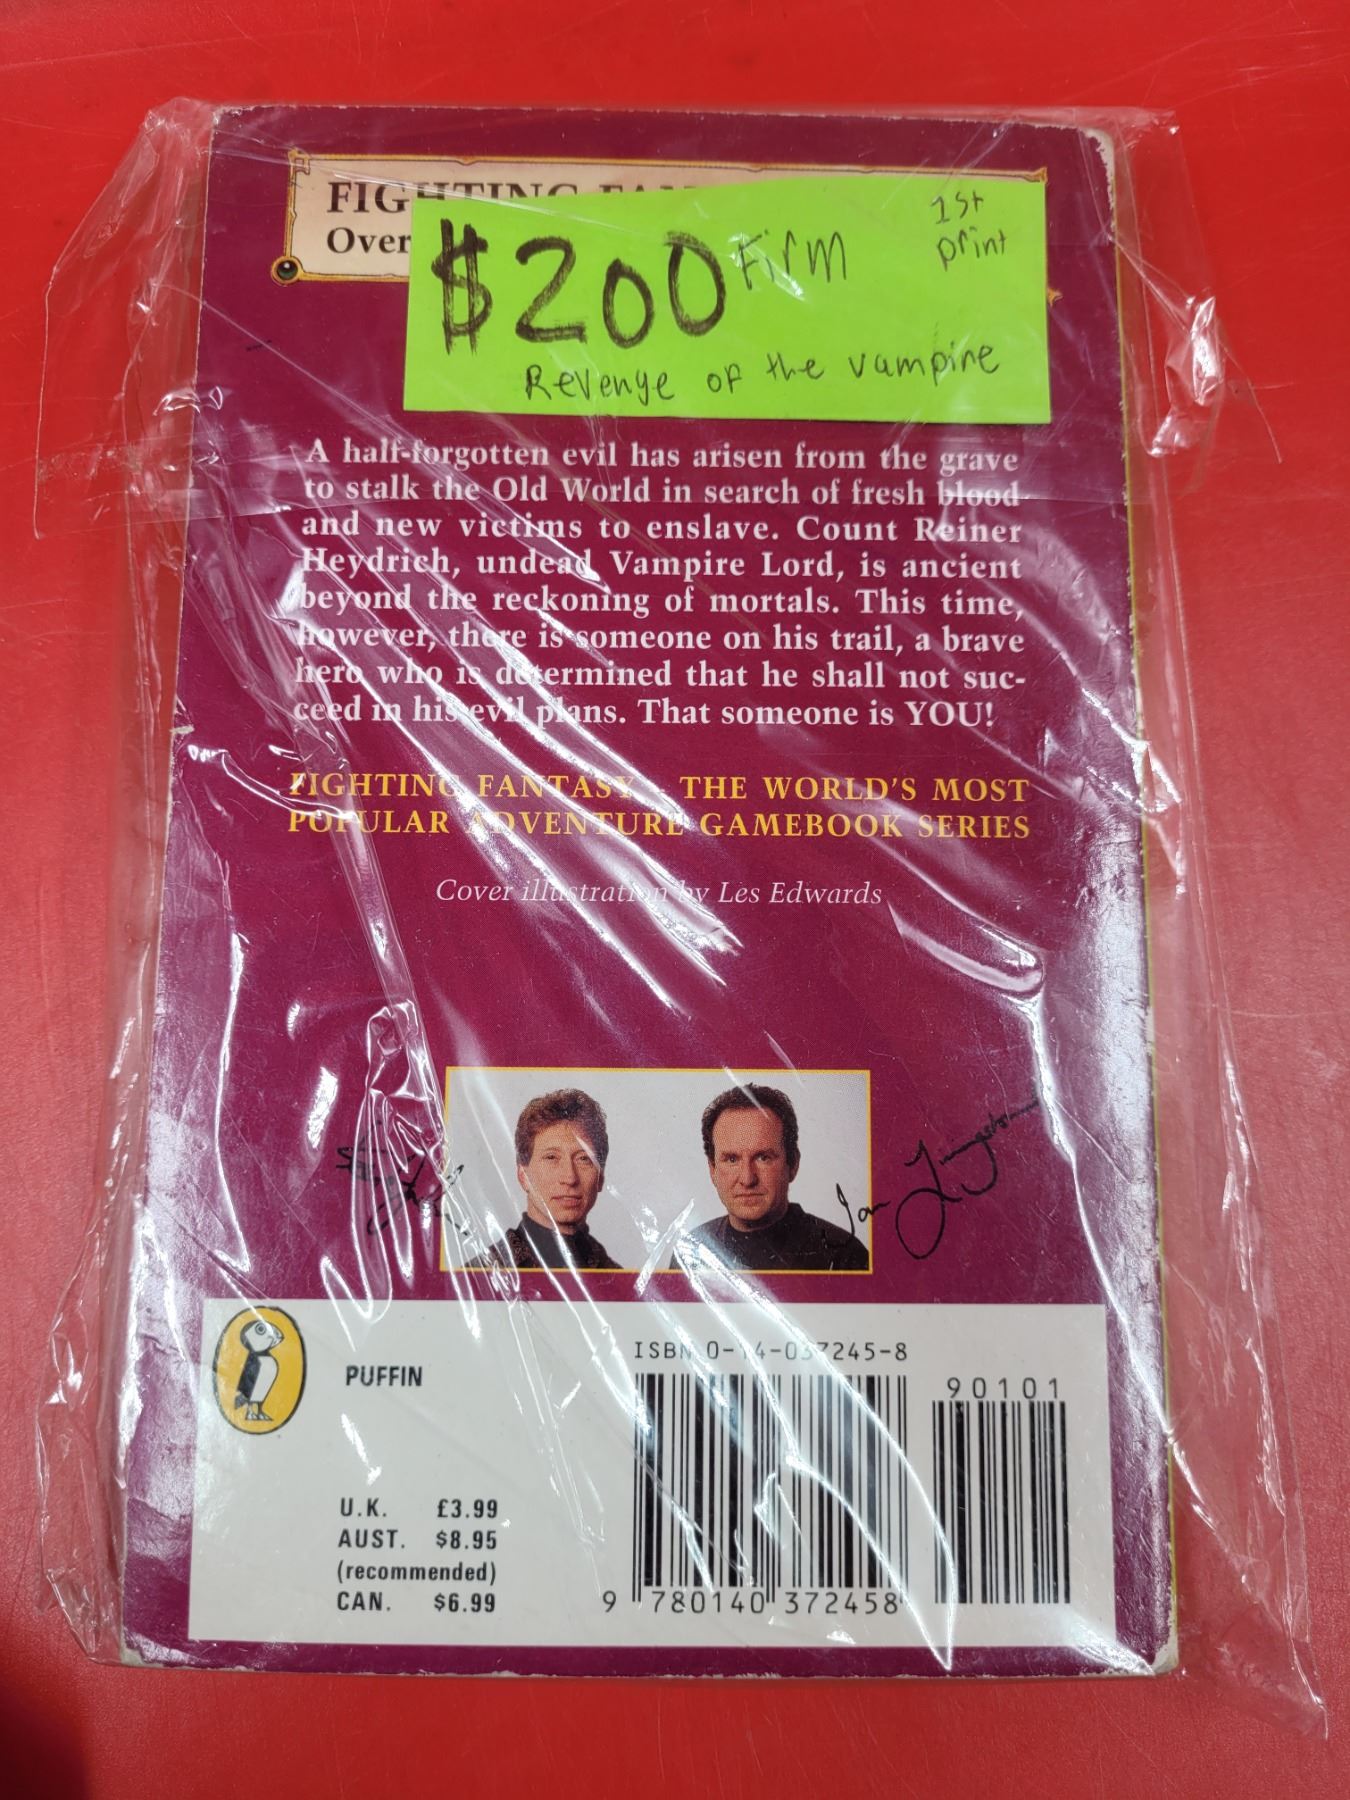 FIGHTING FAN
Over
$200 Firm
1st
print
Revenge of the vampire
A half-forgotten evil has arisen from the grave
to stalk the Old World in search of fresh blood
and new victims to enslave. Count Reiner
Heydrich, undead Vampire Lord, is ancient
beyond the reckoning of mortals. This time,
however, there is someone on his trail, a brave
hero who is determined that he shall not suc-
ceed in his evil plans. That someone is YOU!
FIGHTING FANTASY - THE WORLD'S MOST
POPULAR ADVENTURE GAMEBOOK SERIES
Cover illustration by Les Edwards
Ian Livingstone
ISBN 0-14-037245-8
90101
PUFFIN
U.K. £3.99
AUST. $8.95
(recommended)
CAN. $6.99
9 780140 372458